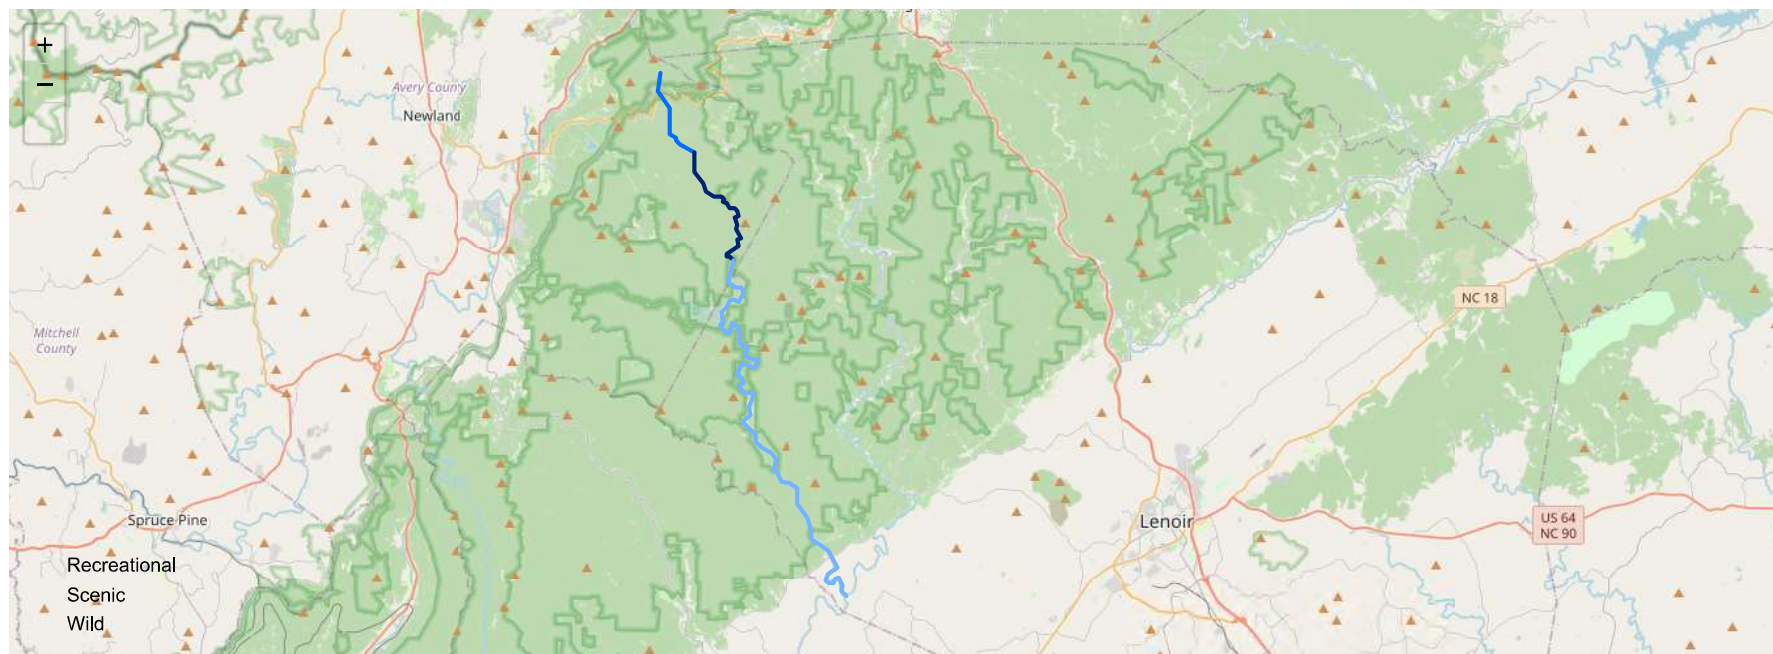 +
−
Avery County
Newland
NC 18
Mitchell
County
Spruce Pine
Lenoir
US 64
NC 90
Recreational
Scenic
Wild